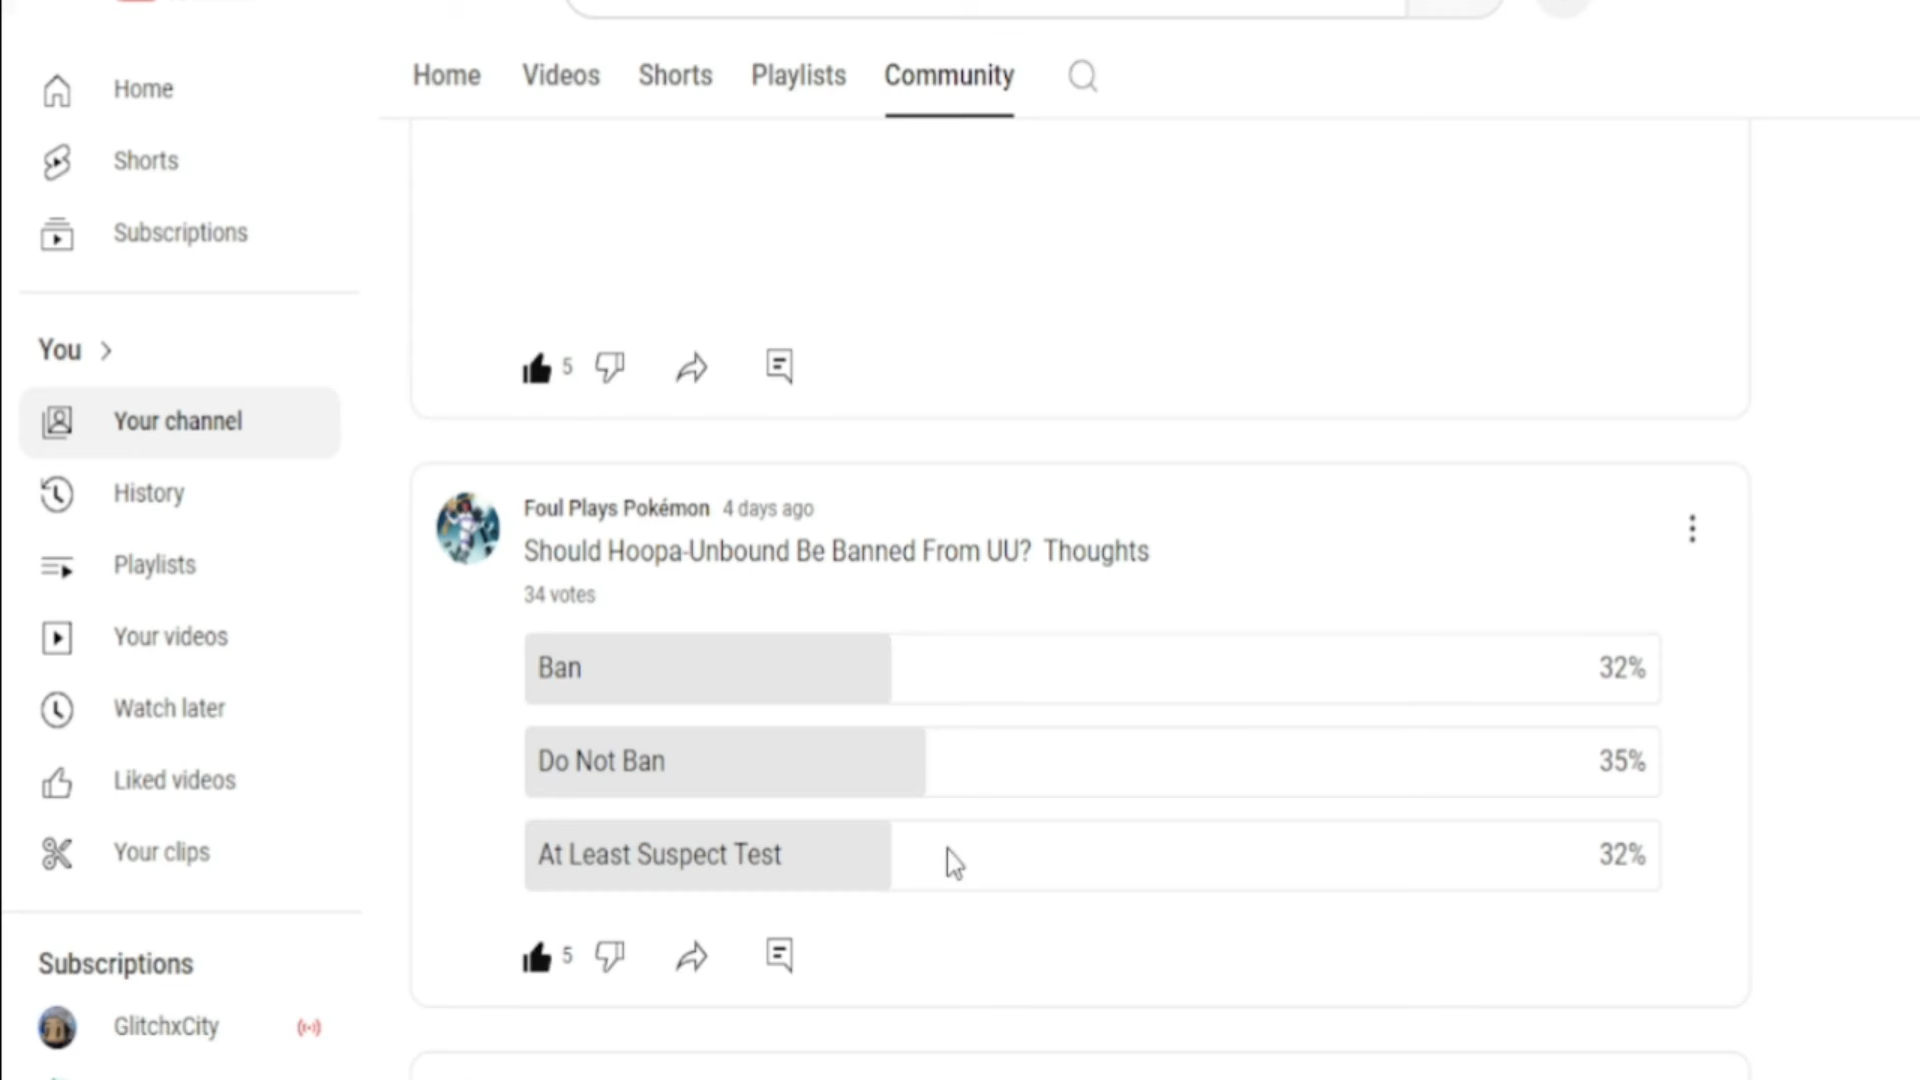 Home
Videos
Shorts
Playlists
Community
Home
Shorts
Subscriptions
You
Your channel
History
Playlists
Your videos
Watch later
Liked videos
Your clips
Subscriptions
GlitchxCity
5
Foul Plays Pokémon 4 days ago
Should Hoopa-Unbound Be Banned From UU? Thoughts
34 votes
Ban 32%
Do Not Ban 35%
At Least Suspect Test 32%
5